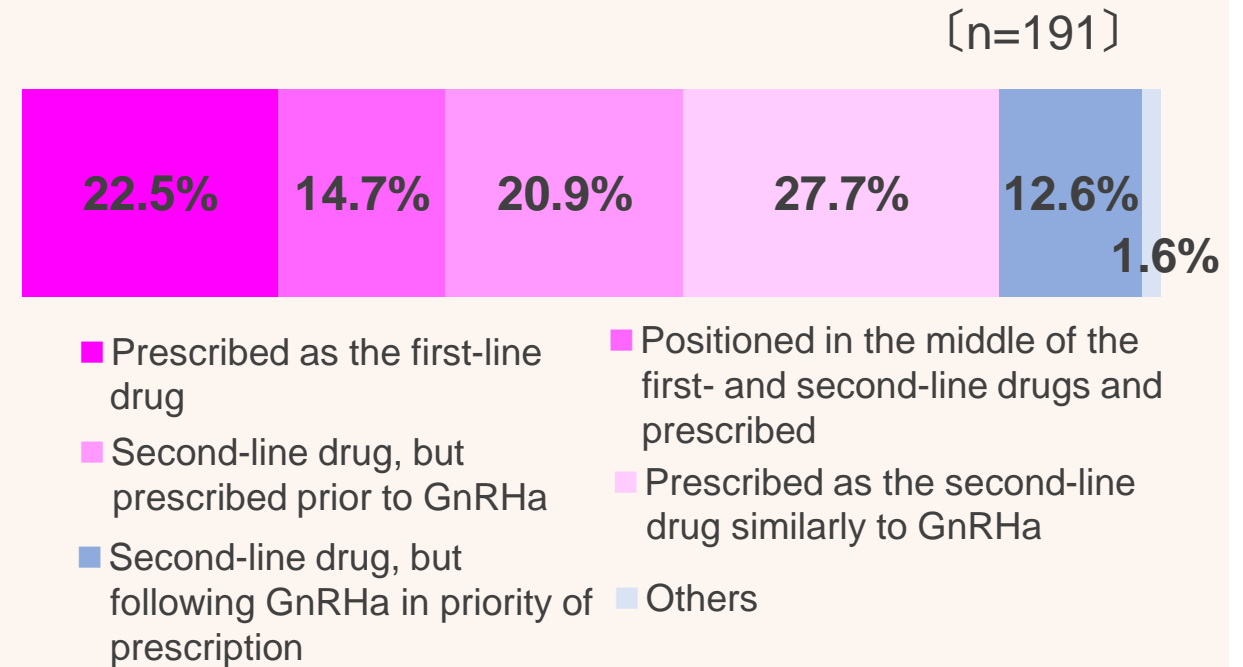 〔n=191〕
22.5%
14.7%
20.9%
27.7%
12.6%
1.6%
Prescribed as the first-line
drug
Positioned in the middle of the
first- and second-line drugs and
prescribed
Second-line drug, but
prescribed prior to GnRHa
Prescribed as the second-line
drug similarly to GnRHa
Second-line drug, but
following GnRHa in priority of
prescription
Others